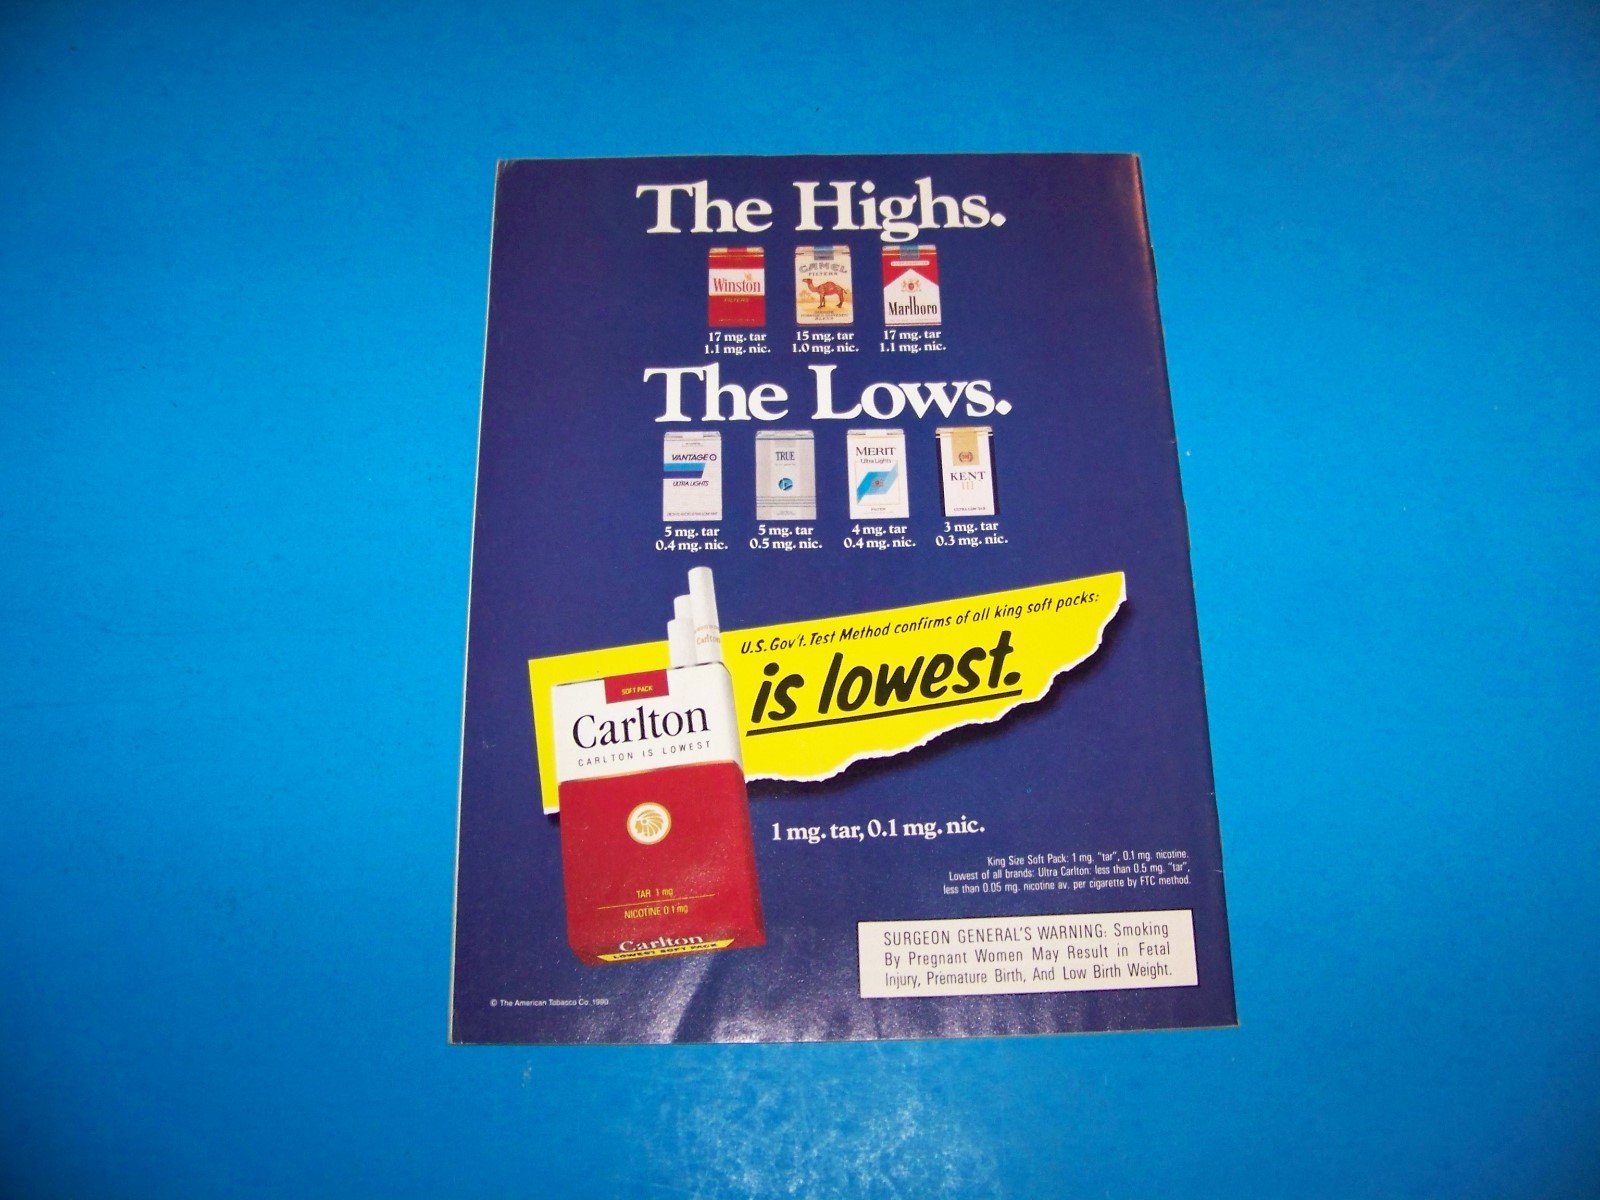 The Highs.
Winston
FILTERS
CAMEL
FILTERS
Marlboro
17 mg. tar
1.1 mg. nic.
15 mg. tar
1.0 mg. nic.
17 mg. tar
1.1 mg. nic.
The Lows.
VANTAGE
ULTRA LIGHTS
TRUE
MERIT
Ultra Lights
FILTER
KENT
III
5 mg. tar
0.4 mg. nic.
5 mg. tar
0.5 mg. nic.
4 mg. tar
0.4 mg. nic.
3 mg. tar
0.3 mg. nic.
U.S. Gov't. Test Method confirms of all king soft packs:
is lowest.
Carlton
SOFT PACK
Carlton
CARLTON IS LOWEST
TAR 1 mg
NICOTINE 0.1 mg
Carlton
LOWEST SOFT PACK
1 mg. tar, 0.1 mg. nic.
King Size Soft Pack: 1 mg. "tar", 0.1 mg. nicotine.
Lowest of all brands: Ultra Carlton: less than 0.5 mg. "tar",
less than 0.05 mg. nicotine av. per cigarette by FTC method.
SURGEON GENERAL'S WARNING: Smoking
By Pregnant Women May Result in Fetal
Injury, Premature Birth, And Low Birth Weight.
© The American Tobacco Co. 1990